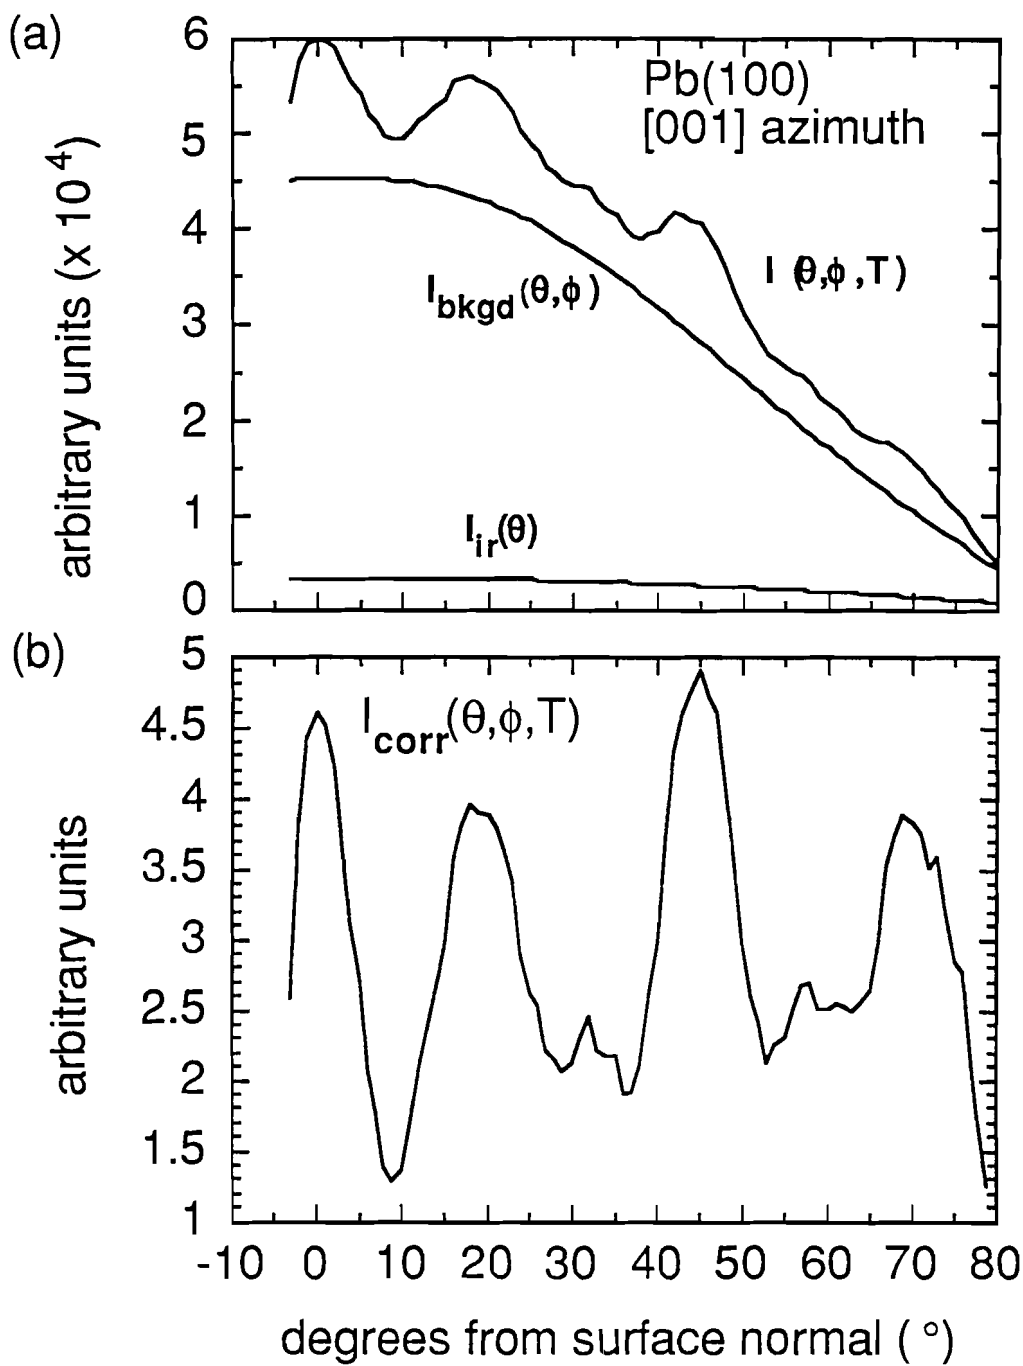 (a)
6
5
4
3
2
1
0
arbitrary units (x 10⁴)
Pb(100)
[001] azimuth
I (θ,ϕ,T)
I_bkgd(θ,ϕ)
I_ir(θ)
(b)
5
4.5
4
3.5
3
2.5
2
1.5
1
arbitrary units
I_corr(θ,ϕ,T)
-10 0 10 20 30 40 50 60 70 80
degrees from surface normal (°)